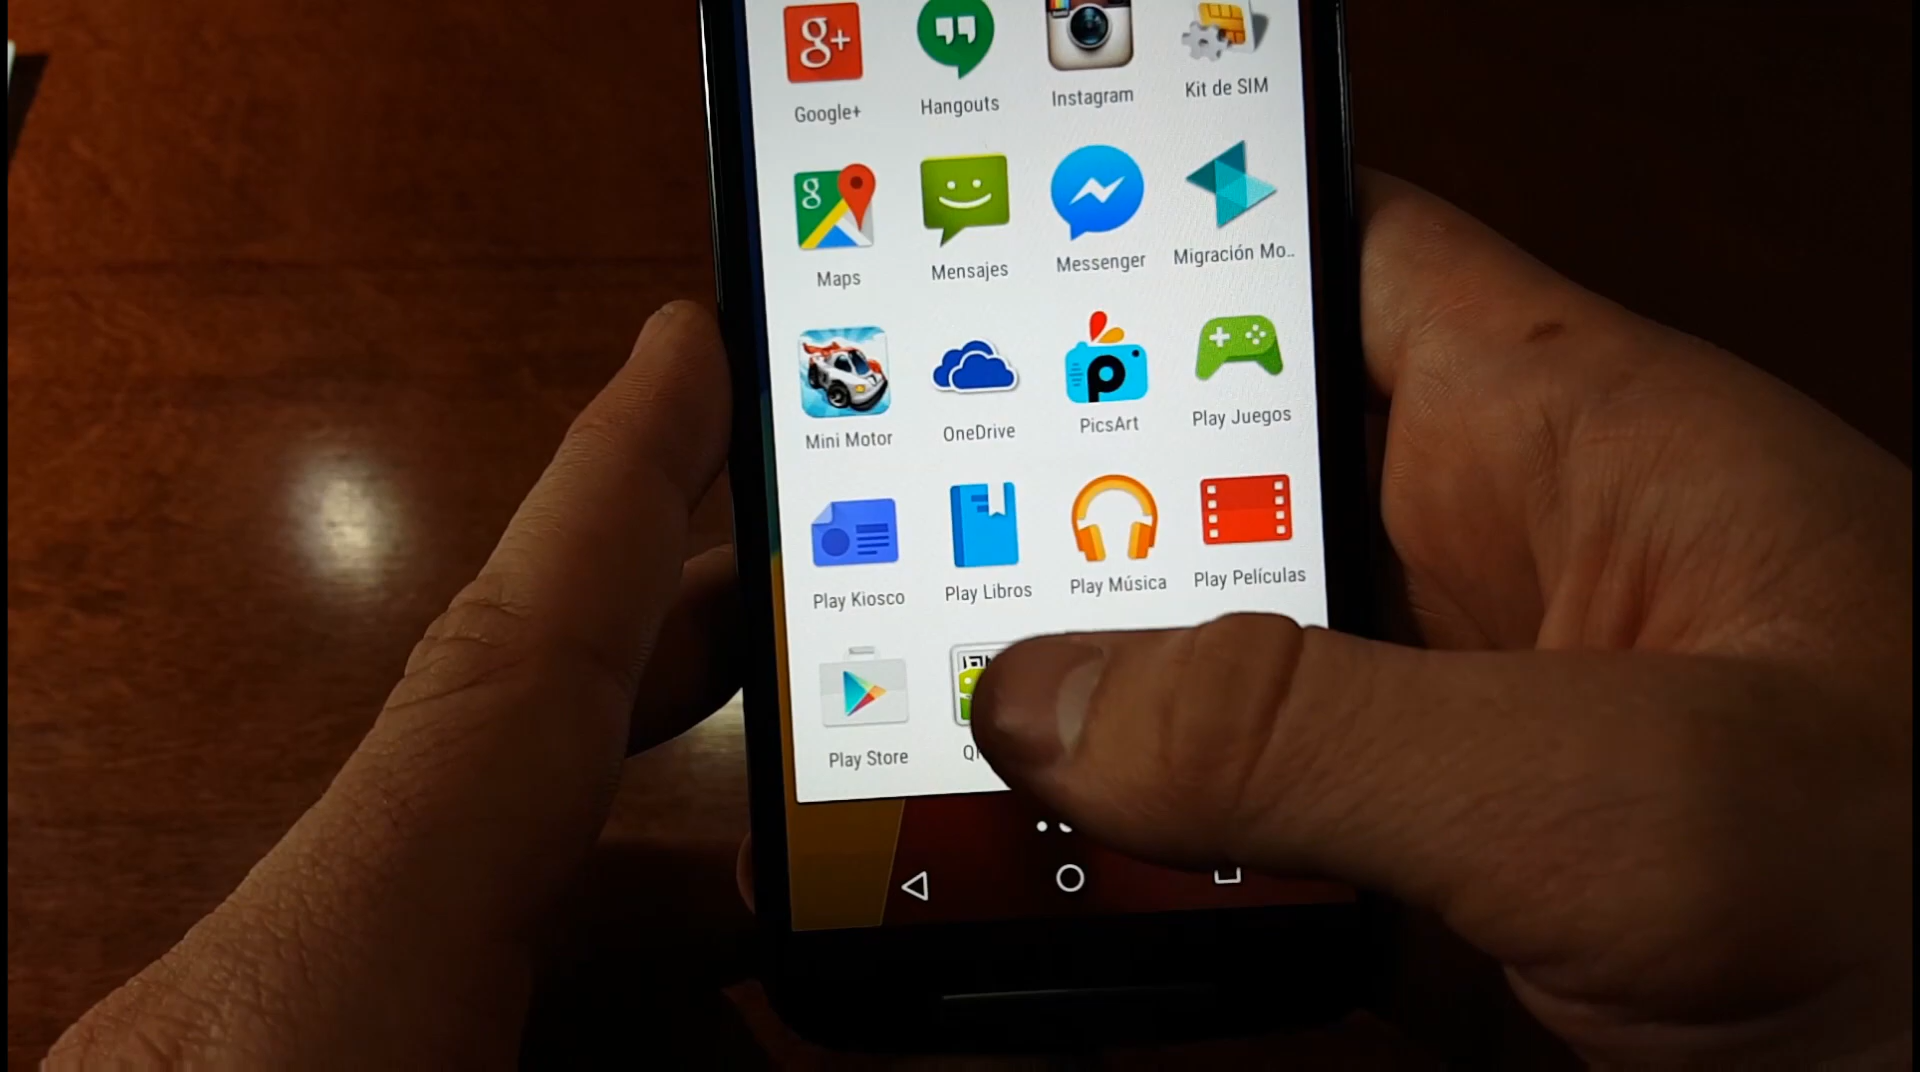 Google+
Hangouts
Instagram
Kit de SIM
Maps
Mensajes
Messenger
Migración Mo..
Mini Motor
OneDrive
PicsArt
Play Juegos
Play Kiosco
Play Libros
Play Música
Play Películas
Play Store